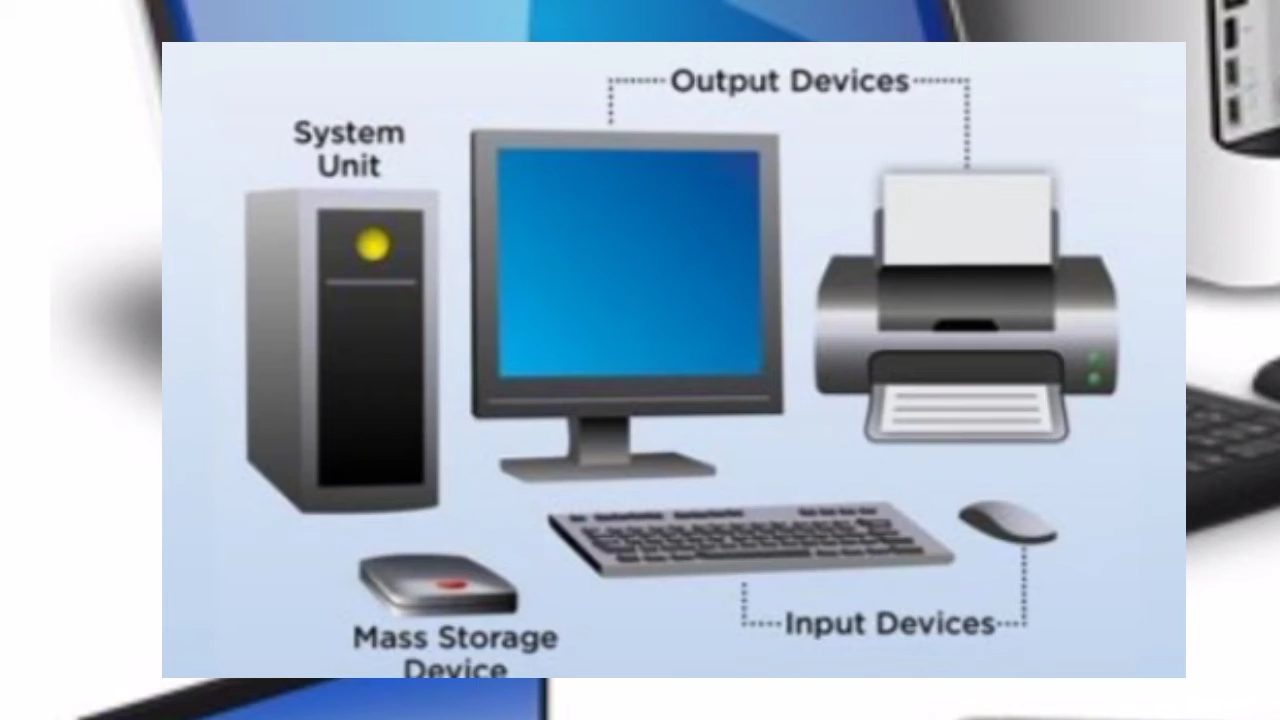 Output Devices
System
Unit
Input Devices
Mass Storage
Device